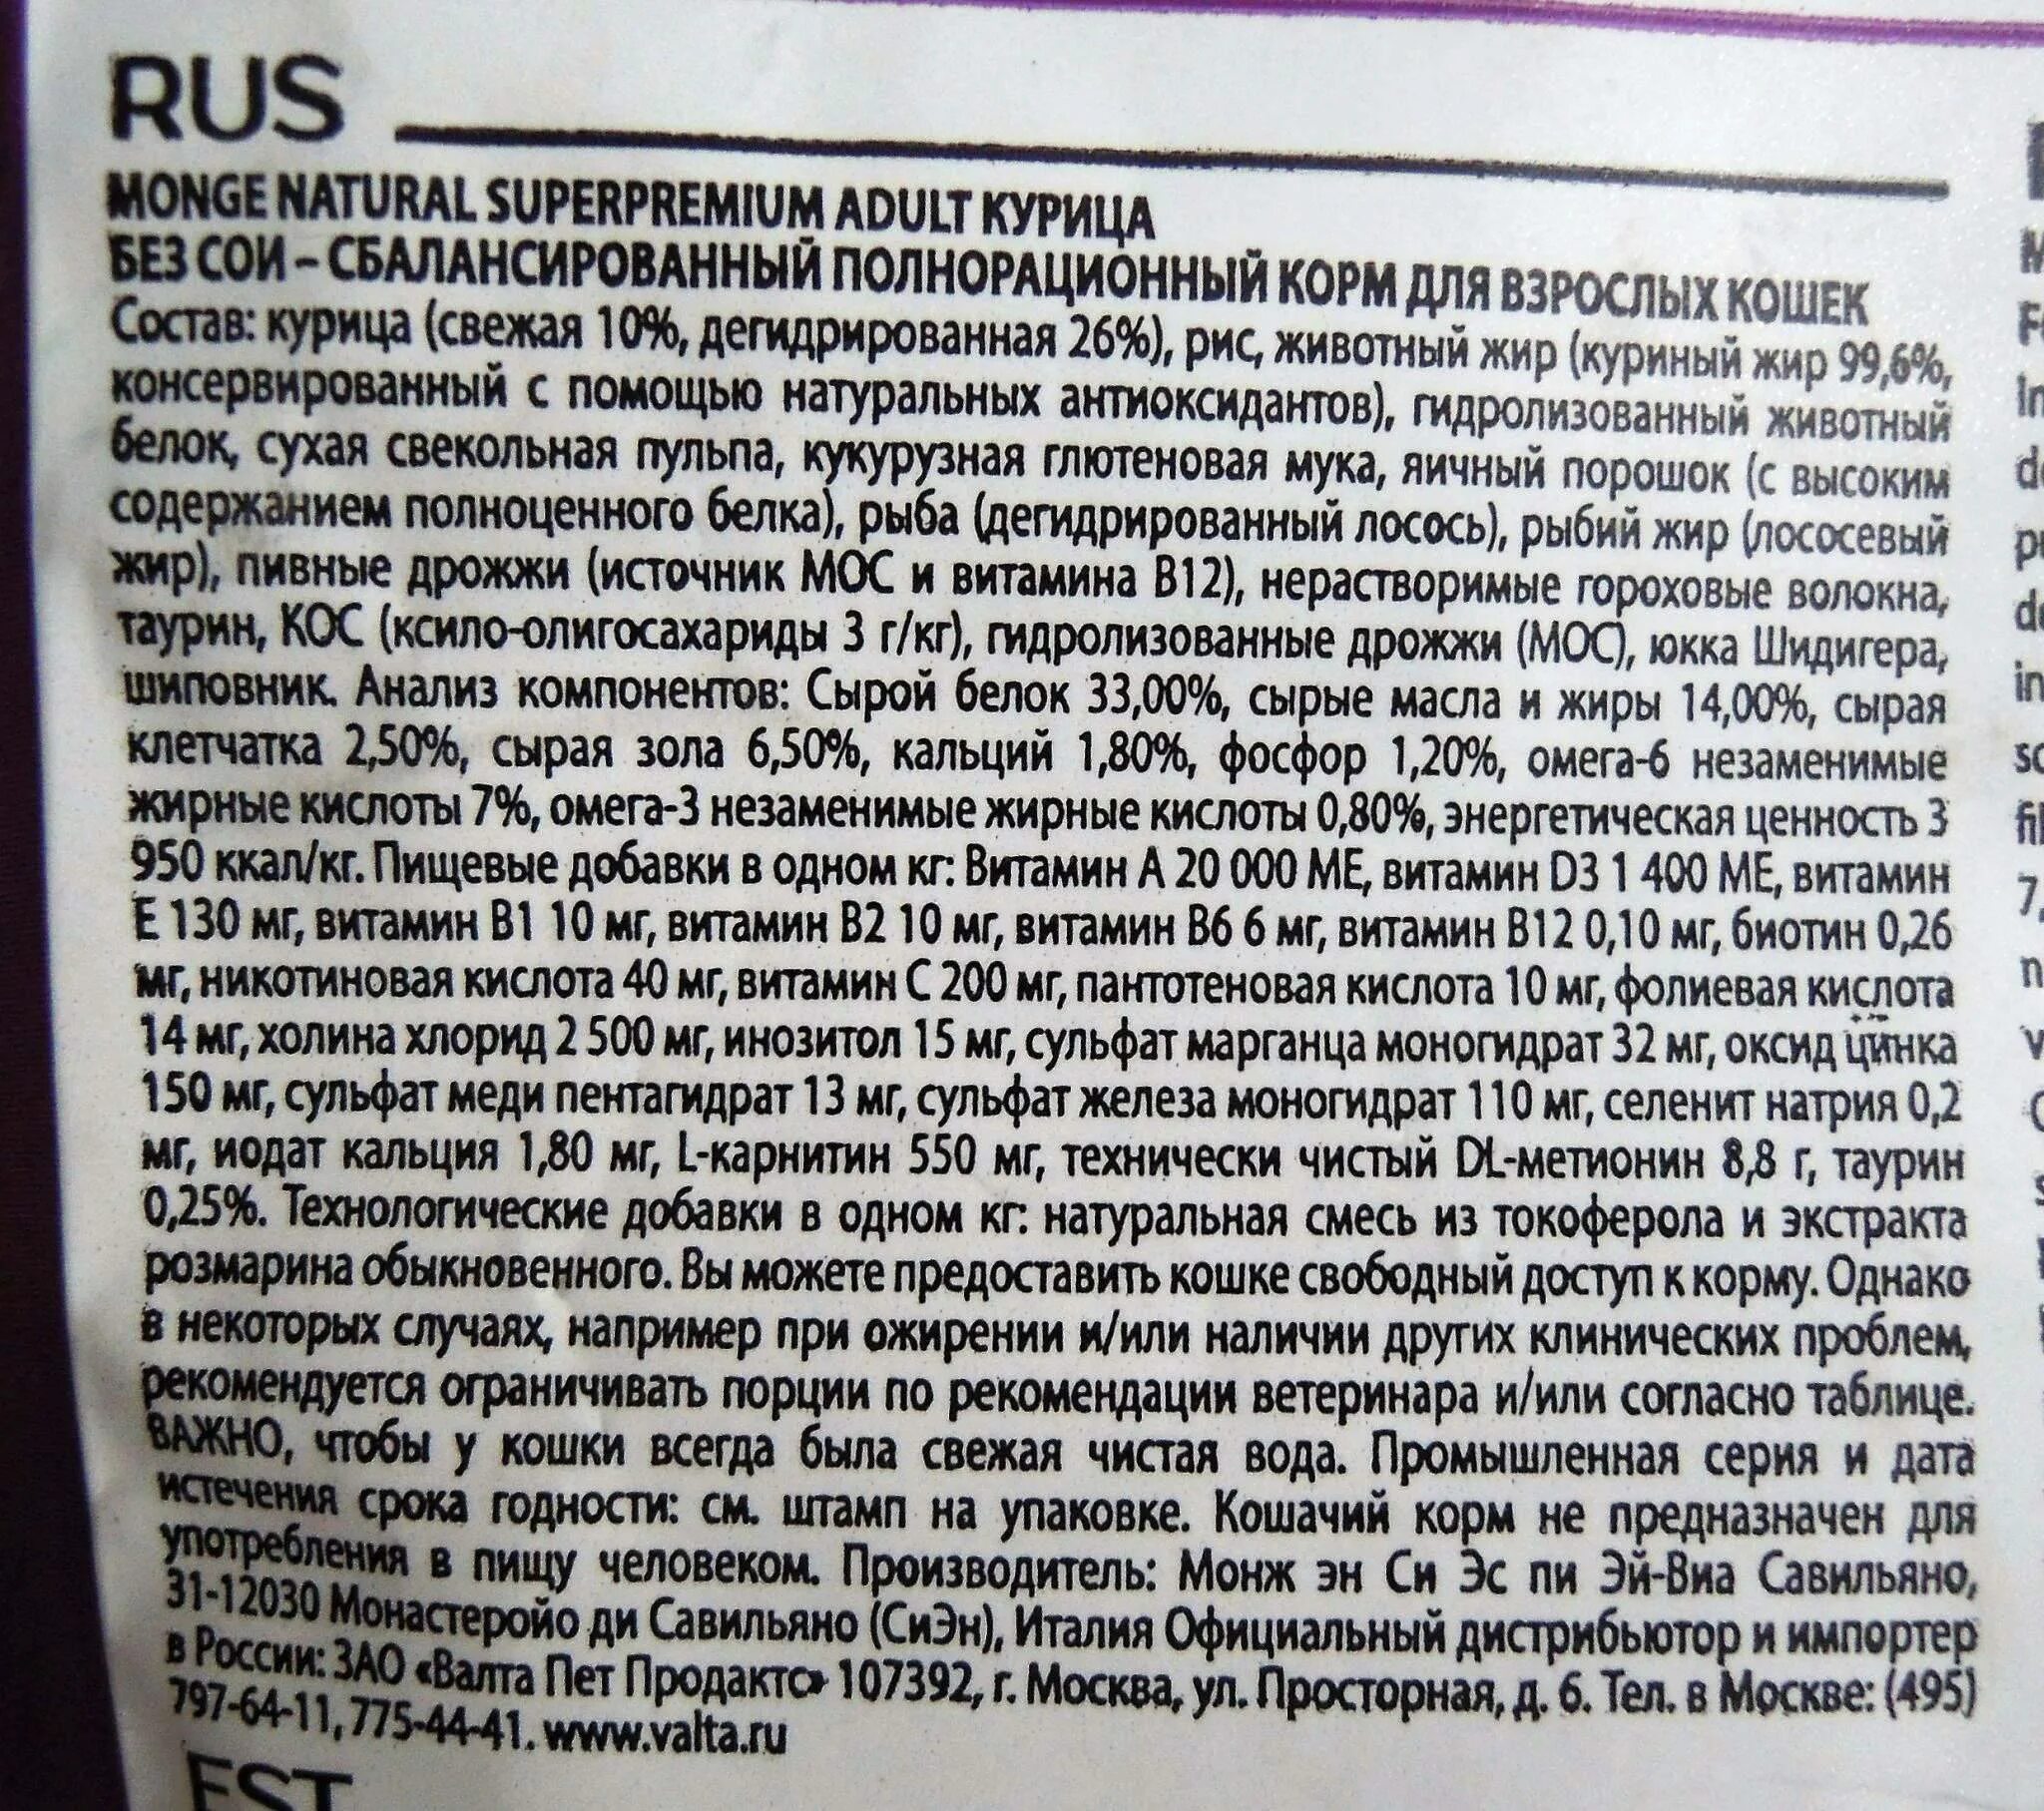 RUS
MONGE NATURAL SUPERPREMIUM ADULT КУРИЦА
БЕЗ СОИ – СБАЛАНСИРОВАННЫЙ ПОЛНОРАЦИОННЫЙ КОРМ ДЛЯ ВЗРОСЛЫХ КОШЕК
Состав: курица (свежая 10%, дегидрированная 26%), рис, животный жир (куриный жир 99,6%,
консервированный с помощью натуральных антиоксидантов), гидролизованный животный
белок, сухая свекольная пульпа, кукурузная глютеновая мука, яичный порошок (с высоким
содержанием полноценного белка), рыба (дегидрированный лосось), рыбий жир (лососевый
жир), пивные дрожжи (источник МОС и витамина В12), нерастворимые гороховые волокна,
таурин, КОС (ксило-олигосахариды 3 г/кг), гидролизованные дрожжи (МОС), юкка Шидигера,
шиповник. Анализ компонентов: Сырой белок 33,00%, сырые масла и жиры 14,00%, сырая
клетчатка 2,50%, сырая зола 6,50%, кальций 1,80%, фосфор 1,20%, омега-6 незаменимые
жирные кислоты 7%, омега-3 незаменимые жирные кислоты 0,80%, энергетическая ценность 3
950 ккал/кг. Пищевые добавки в одном кг: Витамин А 20 000 МЕ, витамин D3 1 400 МЕ, витамин
Е 130 мг, витамин В1 10 мг, витамин В2 10 мг, витамин В6 6 мг, витамин В12 0,10 мг, биотин 0,26
мг, никотиновая кислота 40 мг, витамин С 200 мг, пантотеновая кислота 10 мг, фолиевая кислота
14 мг, холина хлорид 2 500 мг, инозитол 15 мг, сульфат марганца моногидрат 32 мг, оксид цинка
150 мг, сульфат меди пентагидрат 13 мг, сульфат железа моногидрат 110 мг, селенит натрия 0,2
мг, иодат кальция 1,80 мг, L-карнитин 550 мг, технически чистый DL-метионин 8,8 г, таурин
0,25%. Технологические добавки в одном кг: натуральная смесь из токоферола и экстракта
розмарина обыкновенного. Вы можете предоставить кошке свободный доступ к корму. Однако
в некоторых случаях, например при ожирении и/или наличии других клинических проблем,
рекомендуется ограничивать порции по рекомендации ветеринара и/или согласно таблице.
ВАЖНО, чтобы у кошки всегда была свежая чистая вода. Промышленная серия и дата
истечения срока годности: см. штамп на упаковке. Кошачий корм не предназначен для
употребления в пищу человеком. Производитель: Монж эн Си Эс пи Эй-Виа Савильяно,
31-12030 Монастеройо ди Савильяно (СиЭн), Италия Официальный дистрибьютор и импортер
в России: ЗАО «Валта Пет Продактс» 107392, г. Москва, ул. Просторная, д. 6. Тел. в Москве: (495)
797-64-11, 775-44-41. www.valta.ru
EST